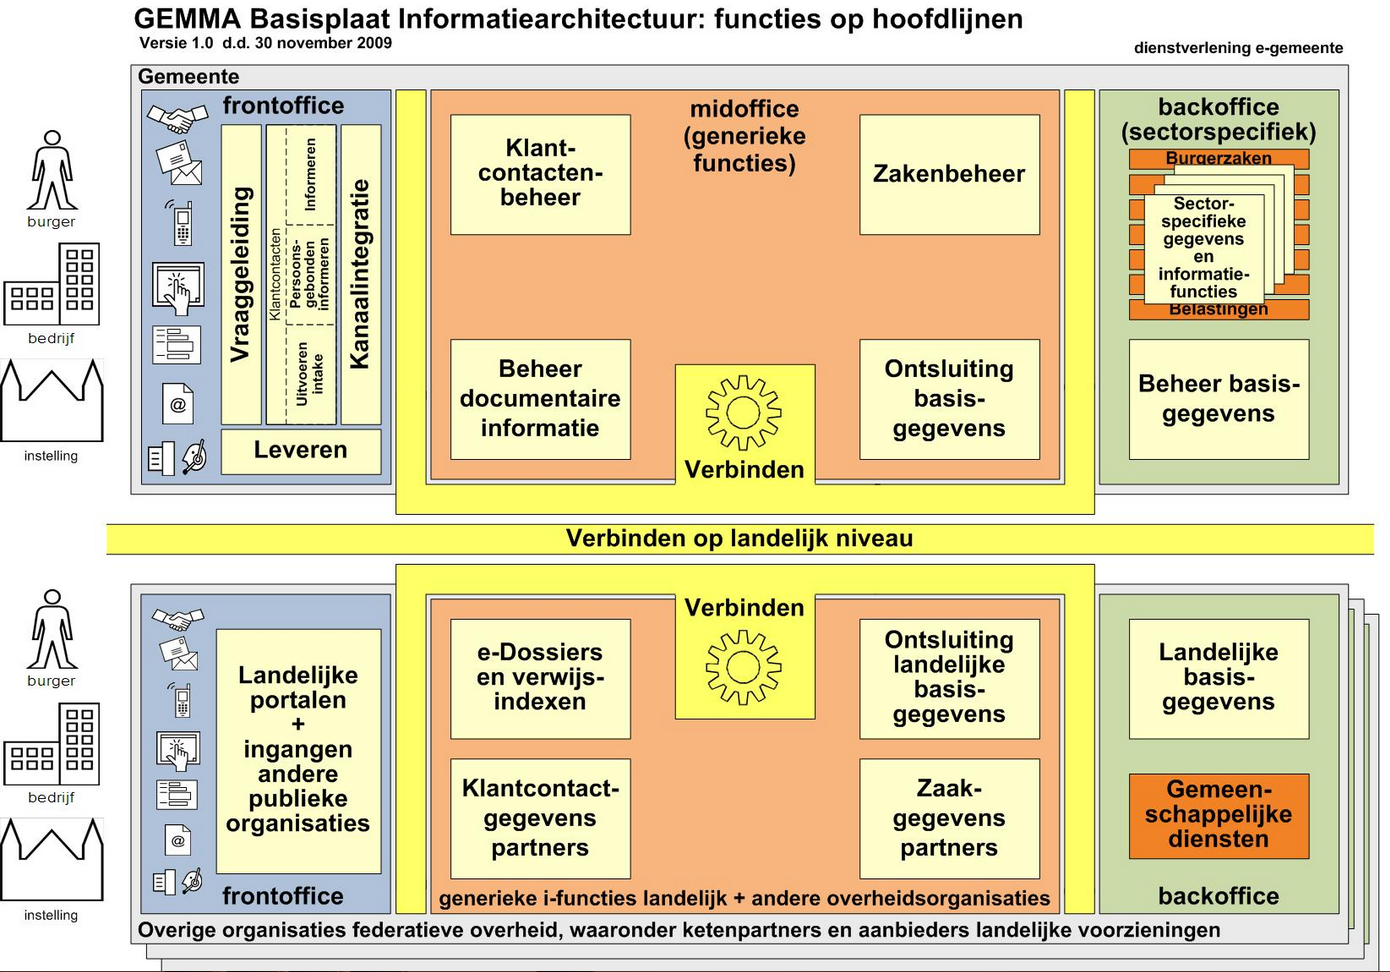 GEMMA Basisplaat Informatiearchitectuur: functies op hoofdlijnen
Versie 1.0 d.d. 30 november 2009
dienstverlening e-gemeente
Gemeente
frontoffice
burger
bedrijf
instelling
Vraaggeleiding
Klantcontacten
Informeren
Persoons-
gebonden
informeren
Uitvoeren
intake
Kanaalintegratie
Leveren
midoffice
(generieke
functies)
Klant-
contacten-
beheer
Zakenbeheer
Beheer
documentaire
informatie
Verbinden
Ontsluiting
basis-
gegevens
backoffice
(sectorspecifiek)
Burgerzaken
Sector-
specifieke
gegevens
en
informatie-
functies
Belastingen
Beheer basis-
gegevens
Verbinden op landelijk niveau
burger
bedrijf
instelling
Landelijke
portalen
+
ingangen
andere
publieke
organisaties
frontoffice
Verbinden
e-Dossiers
en verwijs-
indexen
Ontsluiting
landelijke
basis-
gegevens
Klantcontact-
gegevens
partners
Zaak-
gegevens
partners
generieke i-functies landelijk + andere overheidsorganisaties
Landelijke
basis-
gegevens
Gemeen-
schappelijke
diensten
backoffice
Overige organisaties federatieve overheid, waaronder ketenpartners en aanbieders landelijke voorzieningen